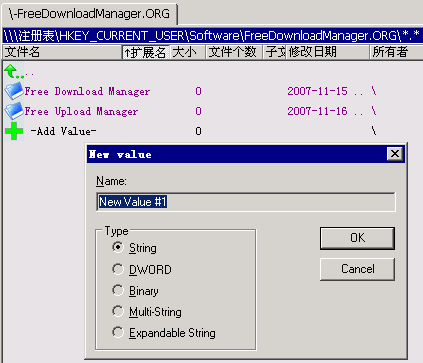 \-FreeDownloadManager.ORG
\\\注册表\HKEY_CURRENT_USER\Software\FreeDownloadManager.ORG\*.*
文件名 ↑扩展名 大小 文件个数 子文 修改日期 所有者
..
Free Download Manager 0 2007-11-15 .. \
Free Upload Manager 0 2007-11-16 .. \
-Add Value- 0 \
New value
Name:
New Value #1
Type
String
OK
DWORD
Cancel
Binary
Multi-String
Expandable String